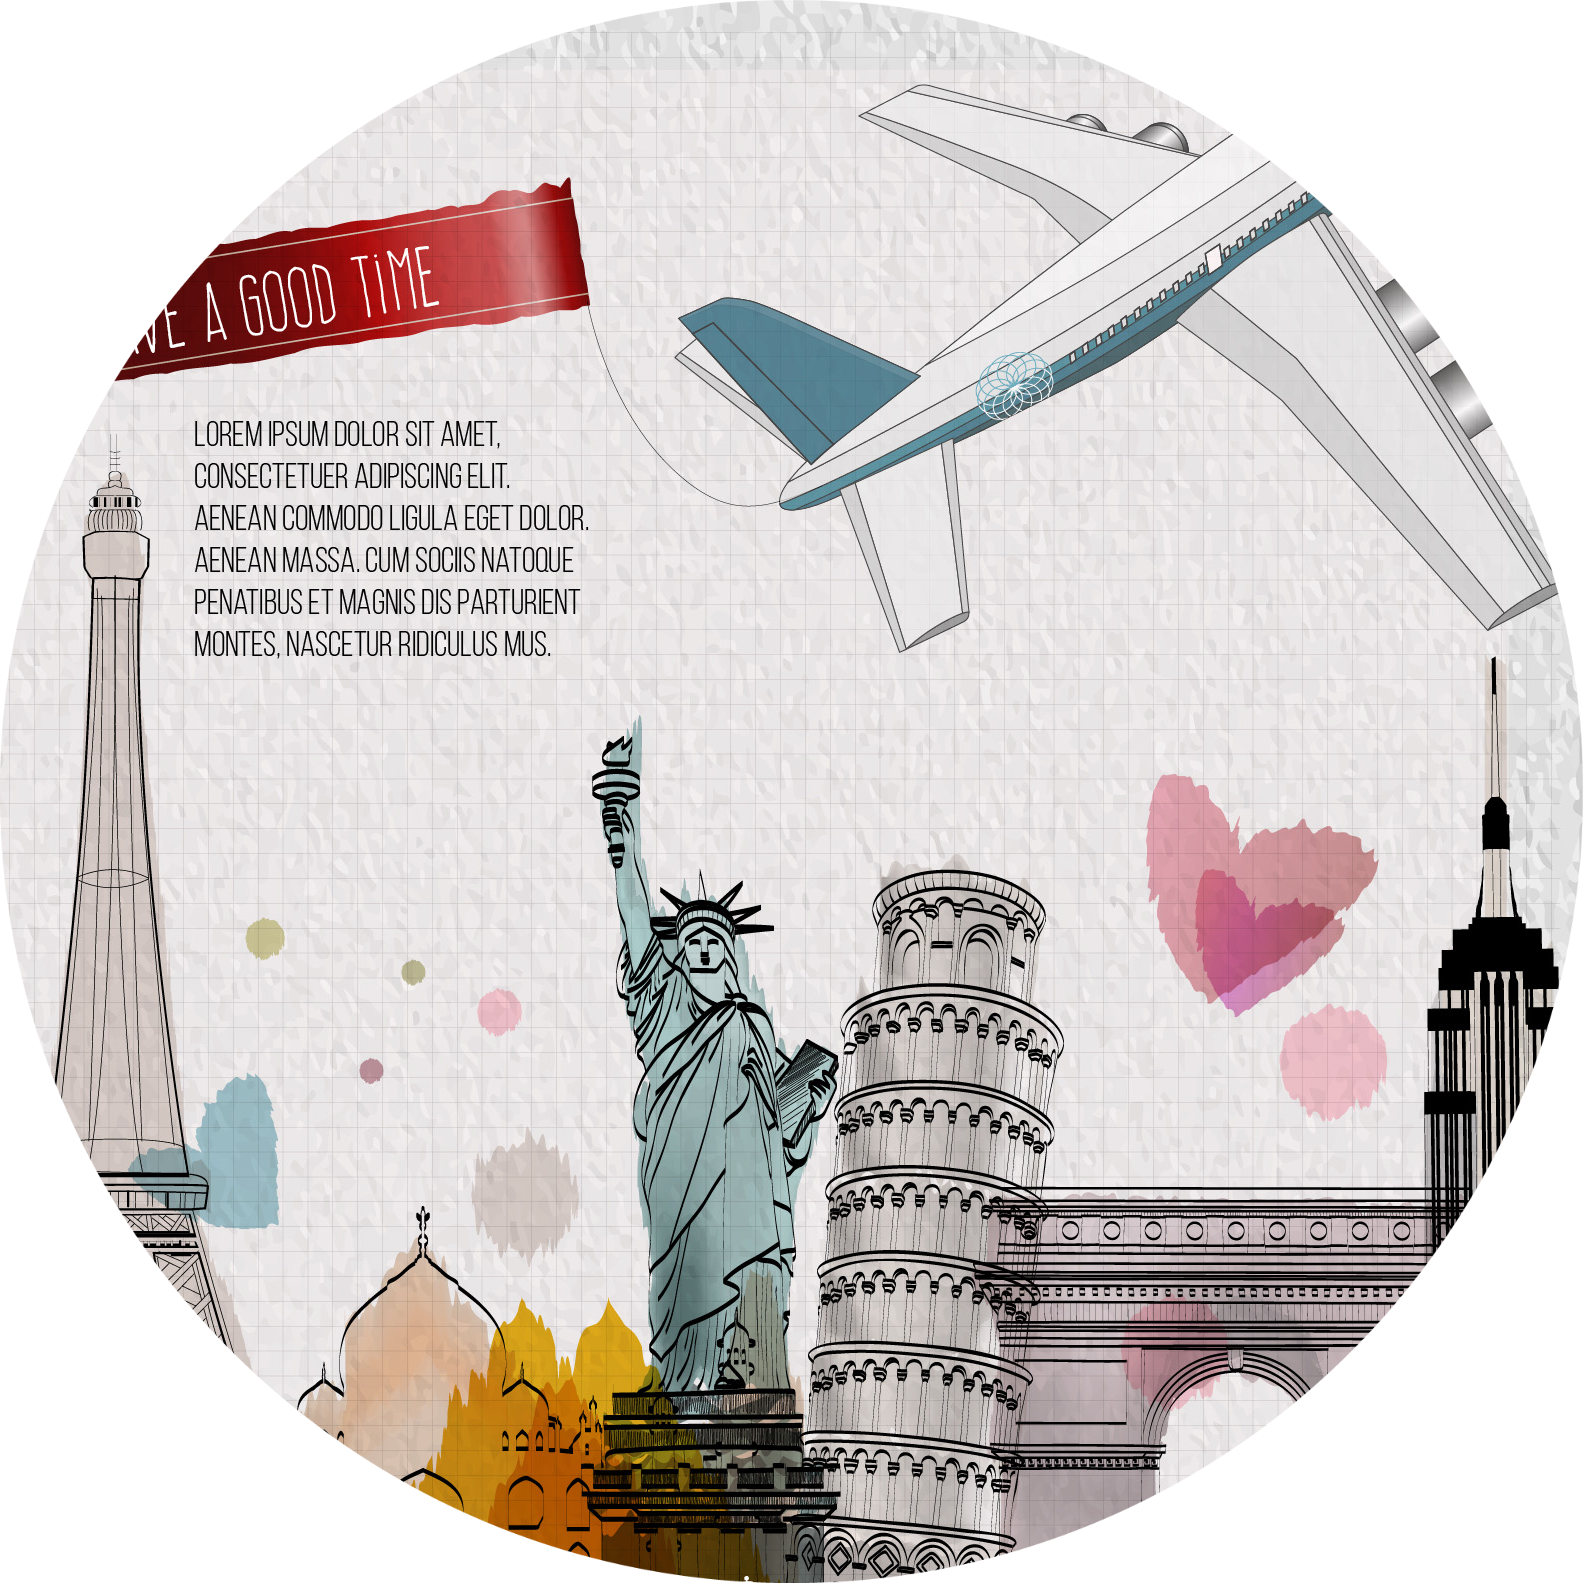 VE A GOOD TiME
LOREM IPSUM DOLOR SIT AMET,
CONSECTETUER ADIPISCING ELIT.
AENEAN COMMODO LIGULA EGET DOLOR.
AENEAN MASSA. CUM SOCIIS NATOQUE
PENATIBUS ET MAGNIS DIS PARTURIENT
MONTES, NASCETUR RIDICULUS MUS.